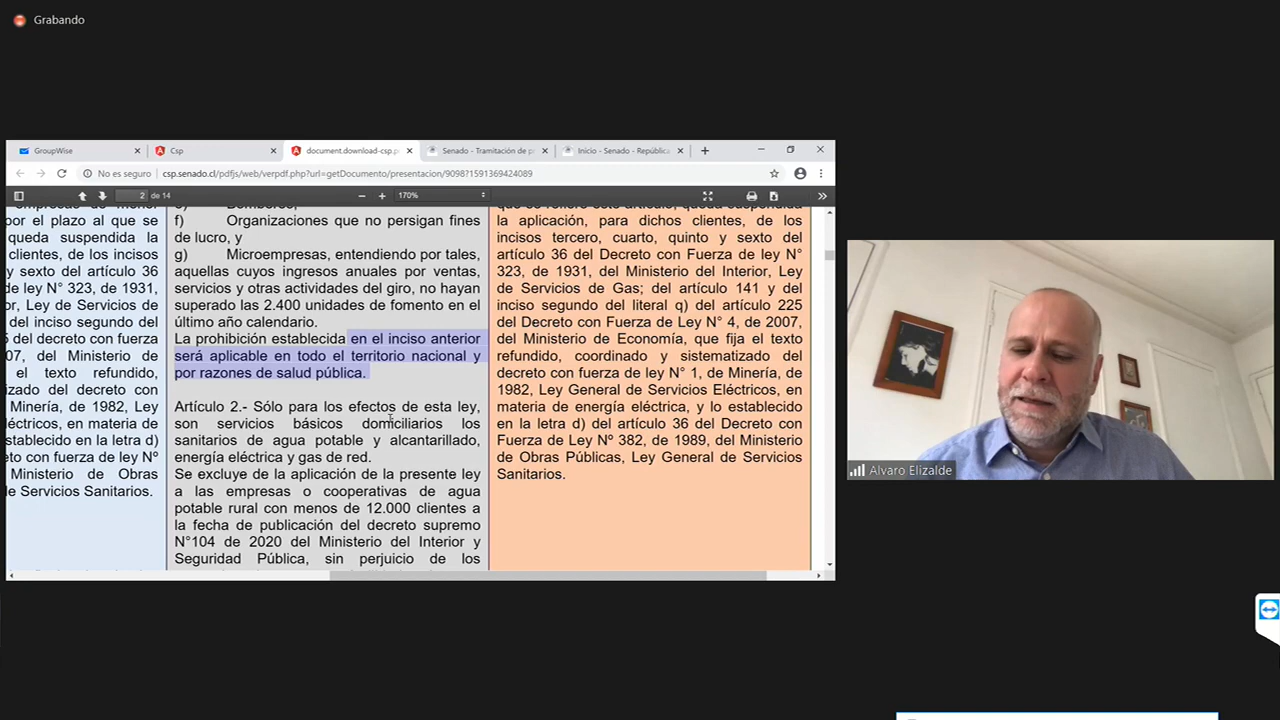 Grabando
GroupWise
Csp
document.download-csp.p
Senado - Tramitación de pr
Inicio - Senado - República
No es seguro
csp.senado.cl/pdfjs/web/verpdf.php?url=getDocumento/presentacion/9098?1591369424089
2 de 14
170%
por el plazo al que se
queda suspendida la
clientes, de los incisos
y sexto del artículo 36
de ley N° 323, de 1931,
or, Ley de Servicios de
del inciso segundo del
5 del decreto con fuerza
07, del Ministerio de
el texto refundido,
izado del decreto con
Minería, de 1982, Ley
léctricos, en materia de
stablecido en la letra d)
eto con fuerza de ley Nº
Ministerio de Obras
de Servicios Sanitarios.
Bomberos,
f) Organizaciones que no persigan fines
de lucro, y
g) Microempresas, entendiendo por tales,
aquellas cuyos ingresos anuales por ventas,
servicios y otras actividades del giro, no hayan
superado las 2.400 unidades de fomento en el
último año calendario.
La prohibición establecida en el inciso anterior
será aplicable en todo el territorio nacional y
por razones de salud pública.
Artículo 2.- Sólo para los efectos de esta ley,
son servicios básicos domiciliarios los
sanitarios de agua potable y alcantarillado,
energía eléctrica y gas de red.
Se excluye de la aplicación de la presente ley
a las empresas o cooperativas de agua
potable rural con menos de 12.000 clientes a
la fecha de publicación del decreto supremo
N°104 de 2020 del Ministerio del Interior y
Seguridad Pública, sin perjuicio de los
que se refiere este artículo, queda suspendida
la aplicación, para dichos clientes, de los
incisos tercero, cuarto, quinto y sexto del
artículo 36 del Decreto con Fuerza de ley N°
323, de 1931, del Ministerio del Interior, Ley
de Servicios de Gas; del artículo 141 y del
inciso segundo del literal q) del artículo 225
del Decreto con Fuerza de Ley N° 4, de 2007,
del Ministerio de Economía, que fija el texto
refundido, coordinado y sistematizado del
decreto con fuerza de ley N° 1, de Minería, de
1982, Ley General de Servicios Eléctricos, en
materia de energía eléctrica, y lo establecido
en la letra d) del artículo 36 del Decreto con
Fuerza de Ley Nº 382, de 1989, del Ministerio
de Obras Públicas, Ley General de Servicios
Sanitarios.
Alvaro Elizalde